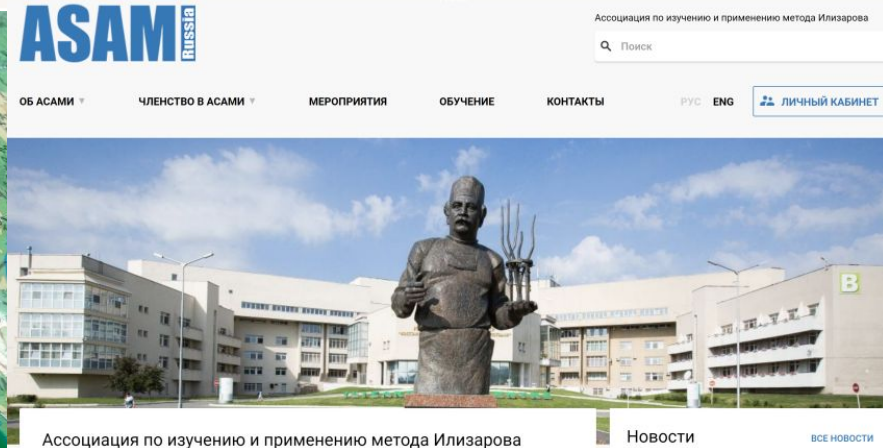 ASAMI
Russia
Ассоциация по изучению и применению метода Илизарова
Поиск
ОБ АСАМИ
ЧЛЕНСТВО В АСАМИ
МЕРОПРИЯТИЯ
ОБУЧЕНИЕ
КОНТАКТЫ
РУС
ENG
ЛИЧНЫЙ КАБИНЕТ
В
Ассоциация по изучению и применению метода Илизарова
Новости
ВСЕ НОВОСТИ